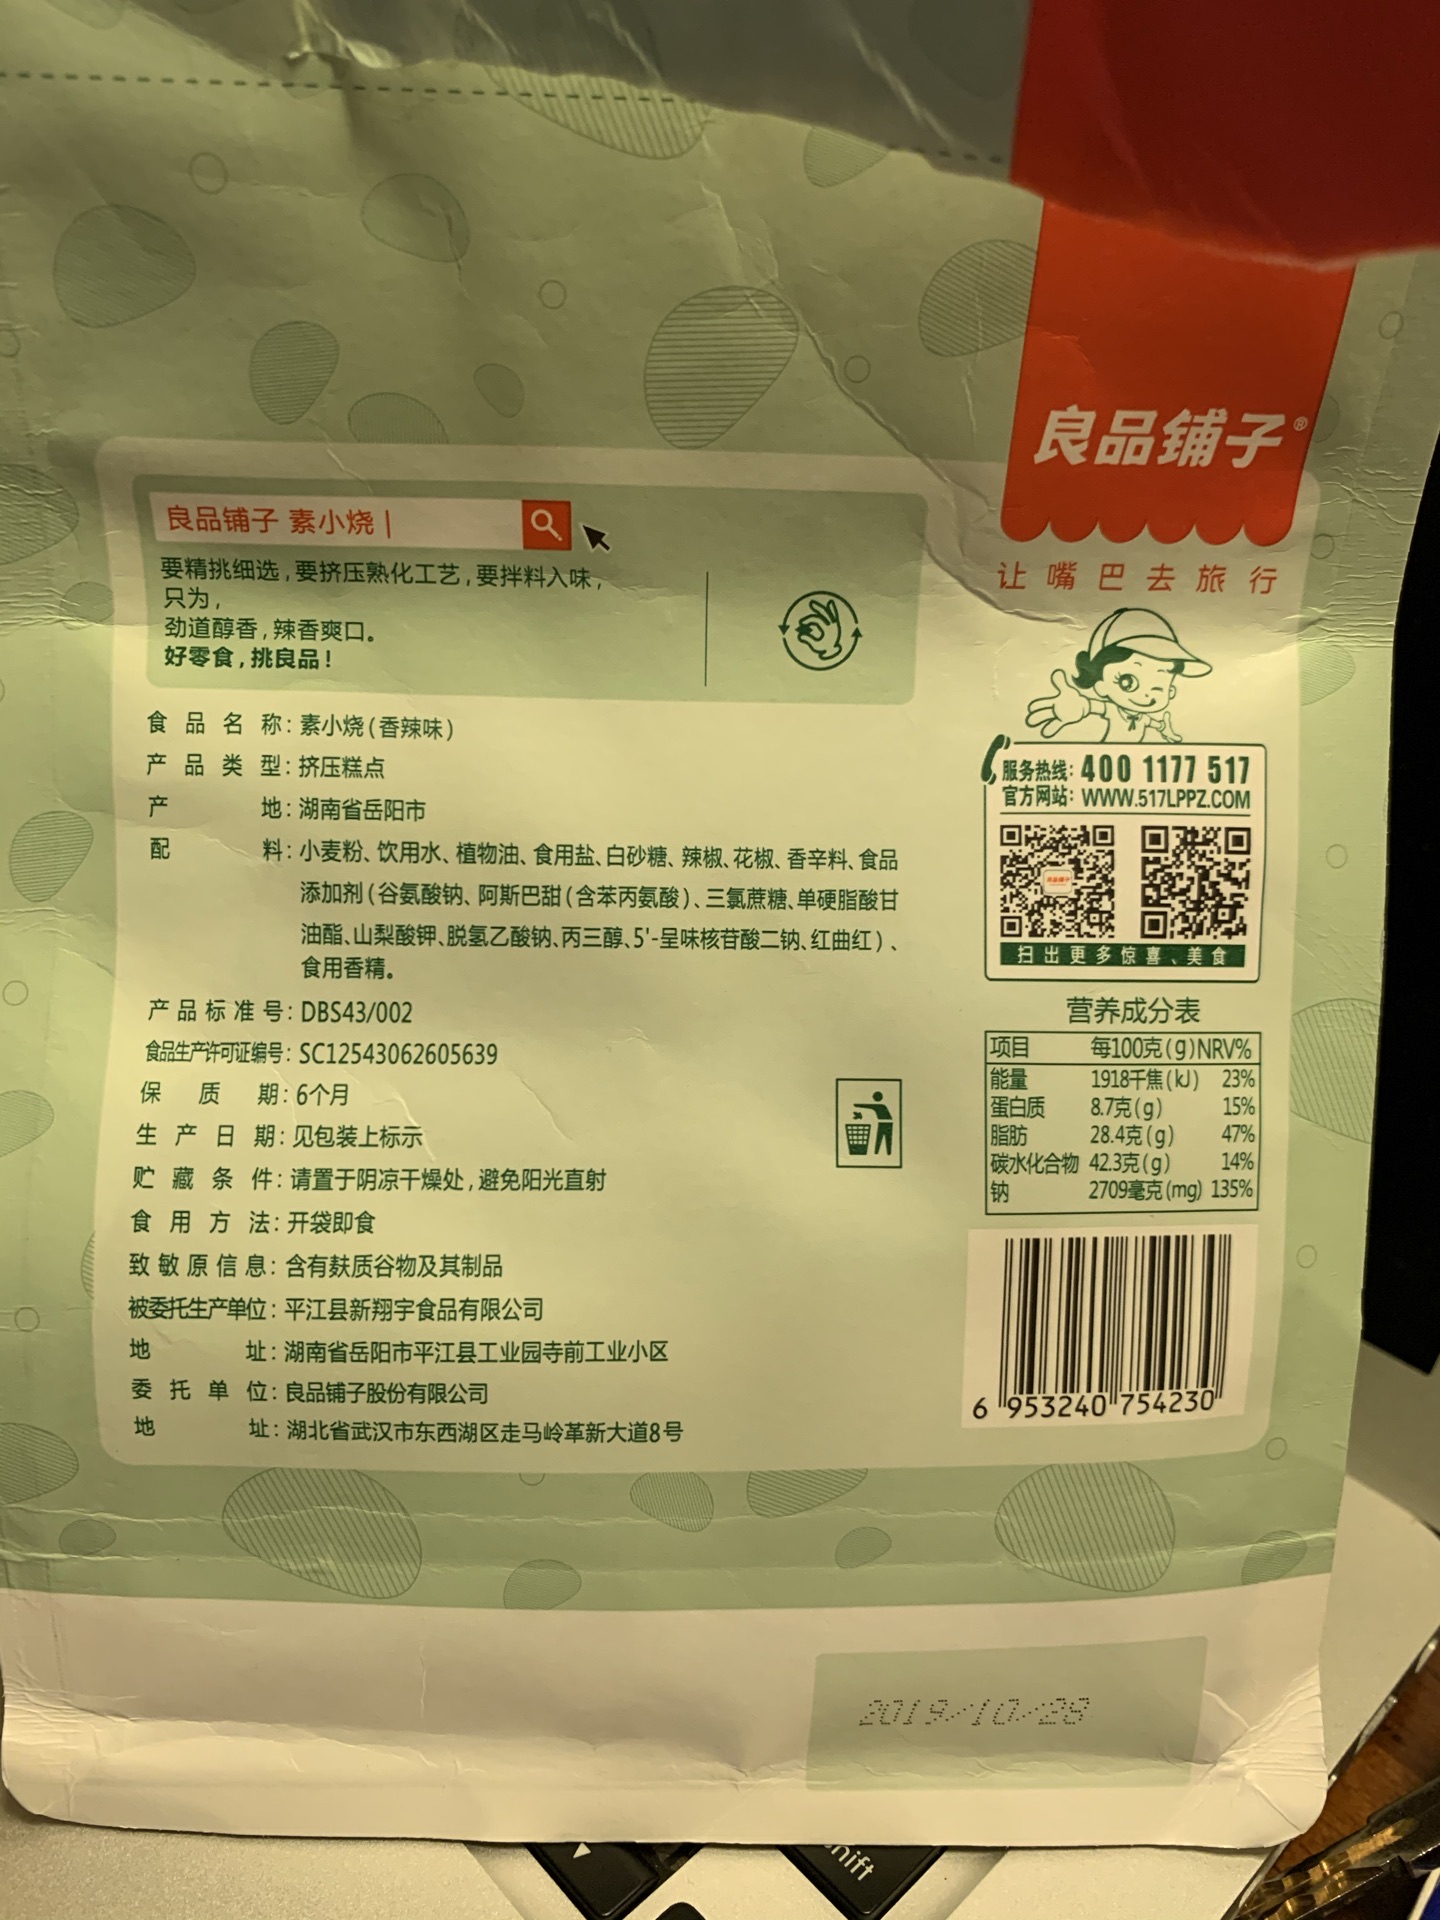 良品铺子®
让嘴巴去旅行
良品铺子 素小烧|
要精挑细选,要挤压熟化工艺,要拌料入味,
只为,
劲道醇香,辣香爽口。
好零食,挑良品!
食品名称:素小烧(香辣味)
产品类型:挤压糕点
产地:湖南省岳阳市
配料:小麦粉、饮用水、植物油、食用盐、白砂糖、辣椒、花椒、香辛料、食品
添加剂(谷氨酸钠、阿斯巴甜(含苯丙氨酸)、三氯蔗糖、单硬脂酸甘
油酯、山梨酸钾、脱氢乙酸钠、丙三醇、5'-呈味核苷酸二钠、红曲红)、
食用香精。
产品标准号:DBS43/002
食品生产许可证编号:SC12543062605639
保质期:6个月
生产日期:见包装上标示
贮藏条件:请置于阴凉干燥处,避免阳光直射
食用方法:开袋即食
致敏原信息:含有麸质谷物及其制品
被委托生产单位:平江县新翔宇食品有限公司
地址:湖南省岳阳市平江县工业园寺前工业小区
委托单位:良品铺子股份有限公司
地址:湖北省武汉市东西湖区走马岭革新大道8号
服务热线:400 1177 517
官方网站:WWW.517LPPZ.COM
扫出更多惊喜、美食
营养成分表
项目 每100克(g) NRV%
能量 1918千焦(kJ) 23%
蛋白质 8.7克(g) 15%
脂肪 28.4克(g) 47%
碳水化合物 42.3克(g) 14%
钠 2709毫克(mg) 135%
6 953240 754230
2019/10/28